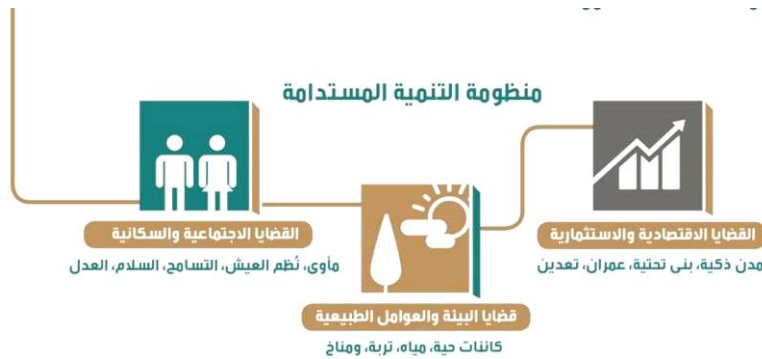 منظومة التنمية المستدامة
القضايا الاقتصادية والاستثمارية
مدن ذكية، بنى تحتية، عمران، تعدين
القضايا الاجتماعية والسكانية
مأوى، نُظم العيش، التسامح، السلام، العدل
قضايا البيئة والعوامل الطبيعية
كائنات حية، مياه، تربة، ومناخ